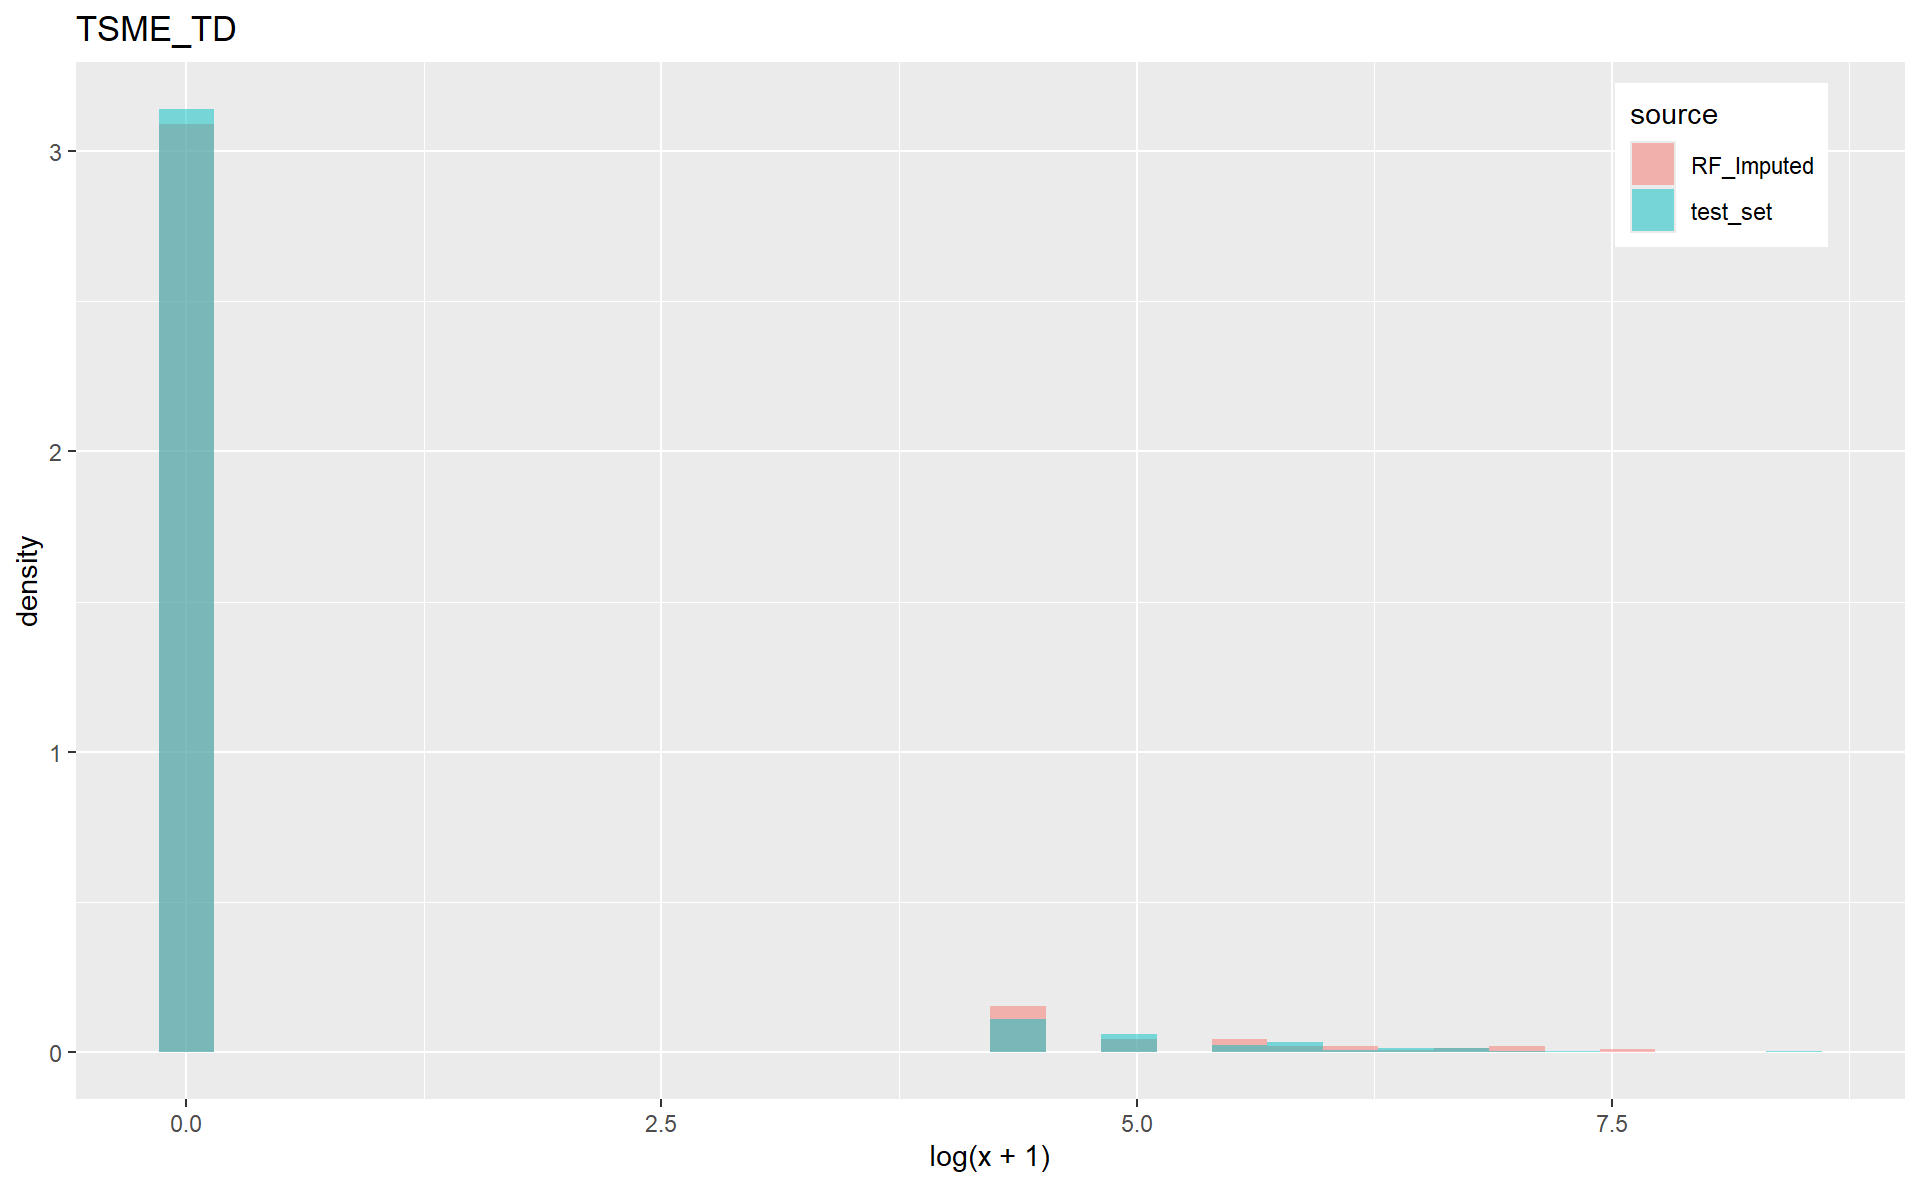 TSME_TD
source
RF_Imputed
test_set
3
2
1
0
density
0.0 2.5 5.0 7.5
log(x + 1)